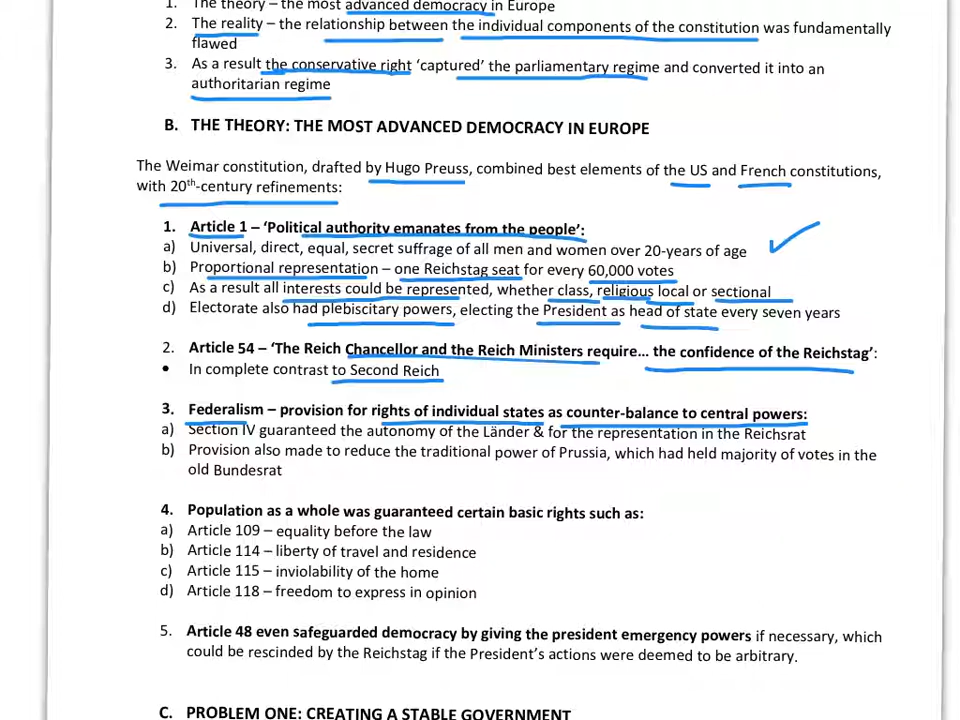 1. The theory – the most advanced democracy in Europe
2. The reality – the relationship between the individual components of the constitution was fundamentally
flawed
3. As a result the conservative right ‘captured’ the parliamentary regime and converted it into an
authoritarian regime
B. THE THEORY: THE MOST ADVANCED DEMOCRACY IN EUROPE
The Weimar constitution, drafted by Hugo Preuss, combined best elements of the US and French constitutions,
with 20th-century refinements:
1. Article 1 – ‘Political authority emanates from the people’:
a) Universal, direct, equal, secret suffrage of all men and women over 20-years of age
b) Proportional representation – one Reichstag seat for every 60,000 votes
c) As a result all interests could be represented, whether class, religious local or sectional
d) Electorate also had plebiscitary powers, electing the President as head of state every seven years
2. Article 54 – ‘The Reich Chancellor and the Reich Ministers require… the confidence of the Reichstag’:
• In complete contrast to Second Reich
3. Federalism – provision for rights of individual states as counter-balance to central powers:
a) Section IV guaranteed the autonomy of the Länder & for the representation in the Reichsrat
b) Provision also made to reduce the traditional power of Prussia, which had held majority of votes in the
old Bundesrat
4. Population as a whole was guaranteed certain basic rights such as:
a) Article 109 – equality before the law
b) Article 114 – liberty of travel and residence
c) Article 115 – inviolability of the home
d) Article 118 – freedom to express in opinion
5. Article 48 even safeguarded democracy by giving the president emergency powers if necessary, which
could be rescinded by the Reichstag if the President’s actions were deemed to be arbitrary.
C. PROBLEM ONE: CREATING A STABLE GOVERNMENT